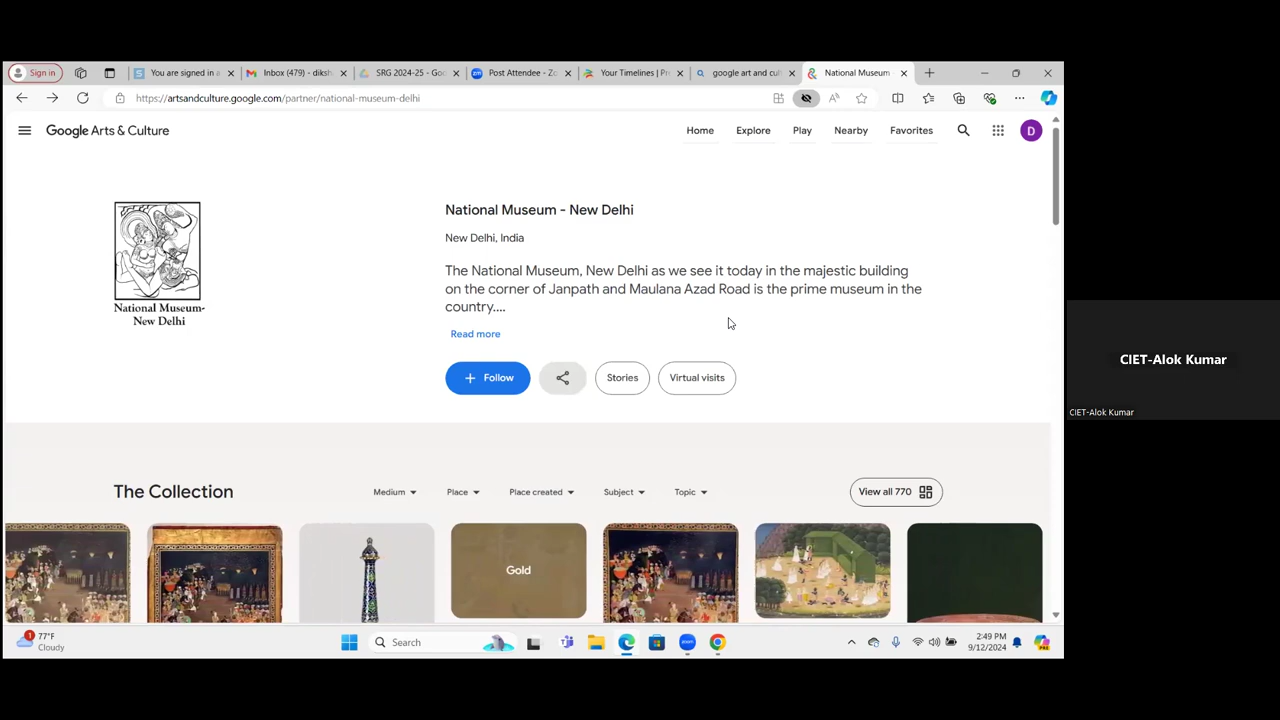 Sign in
You are signed in a
Inbox (479) - diksh
SRG 2024-25 - Goo
Post Attendee - Zo
Your Timelines | Pr
google art and cul
National Museum
https://artsandculture.google.com/partner/national-museum-delhi
Google Arts & Culture
Home
Explore
Play
Nearby
Favorites
D
National Museum-
New Delhi
National Museum - New Delhi
New Delhi, India
The National Museum, New Delhi as we see it today in the majestic building
on the corner of Janpath and Maulana Azad Road is the prime museum in the
country....
Read more
+ Follow
Stories
Virtual visits
The Collection
Medium
Place
Place created
Subject
Topic
View all 770
Gold
CIET-Alok Kumar
CIET-Alok Kumar
1
77°F
Cloudy
Search
2:49 PM
9/12/2024